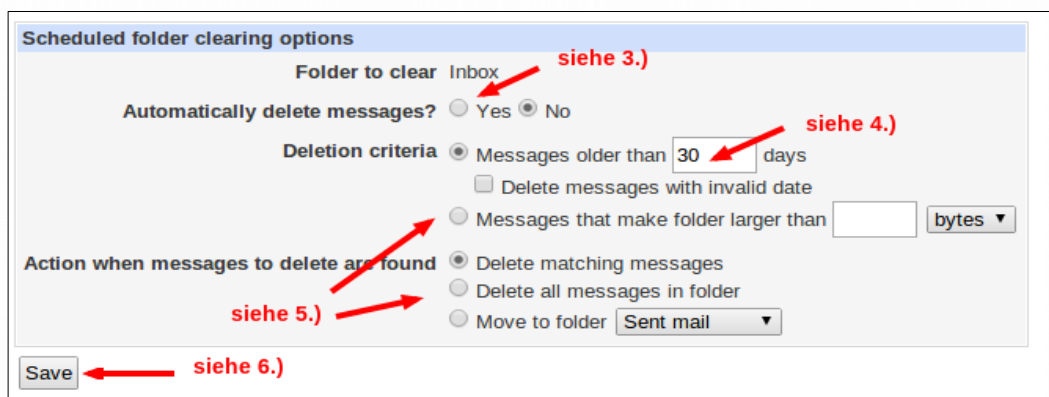 Scheduled folder clearing options
siehe 3.)
Folder to clear Inbox
Automatically delete messages? Yes No
siehe 4.)
Deletion criteria Messages older than 30 days
Delete messages with invalid date
Messages that make folder larger than bytes
Action when messages to delete are found Delete matching messages
Delete all messages in folder
siehe 5.)
Move to folder Sent mail
Save siehe 6.)